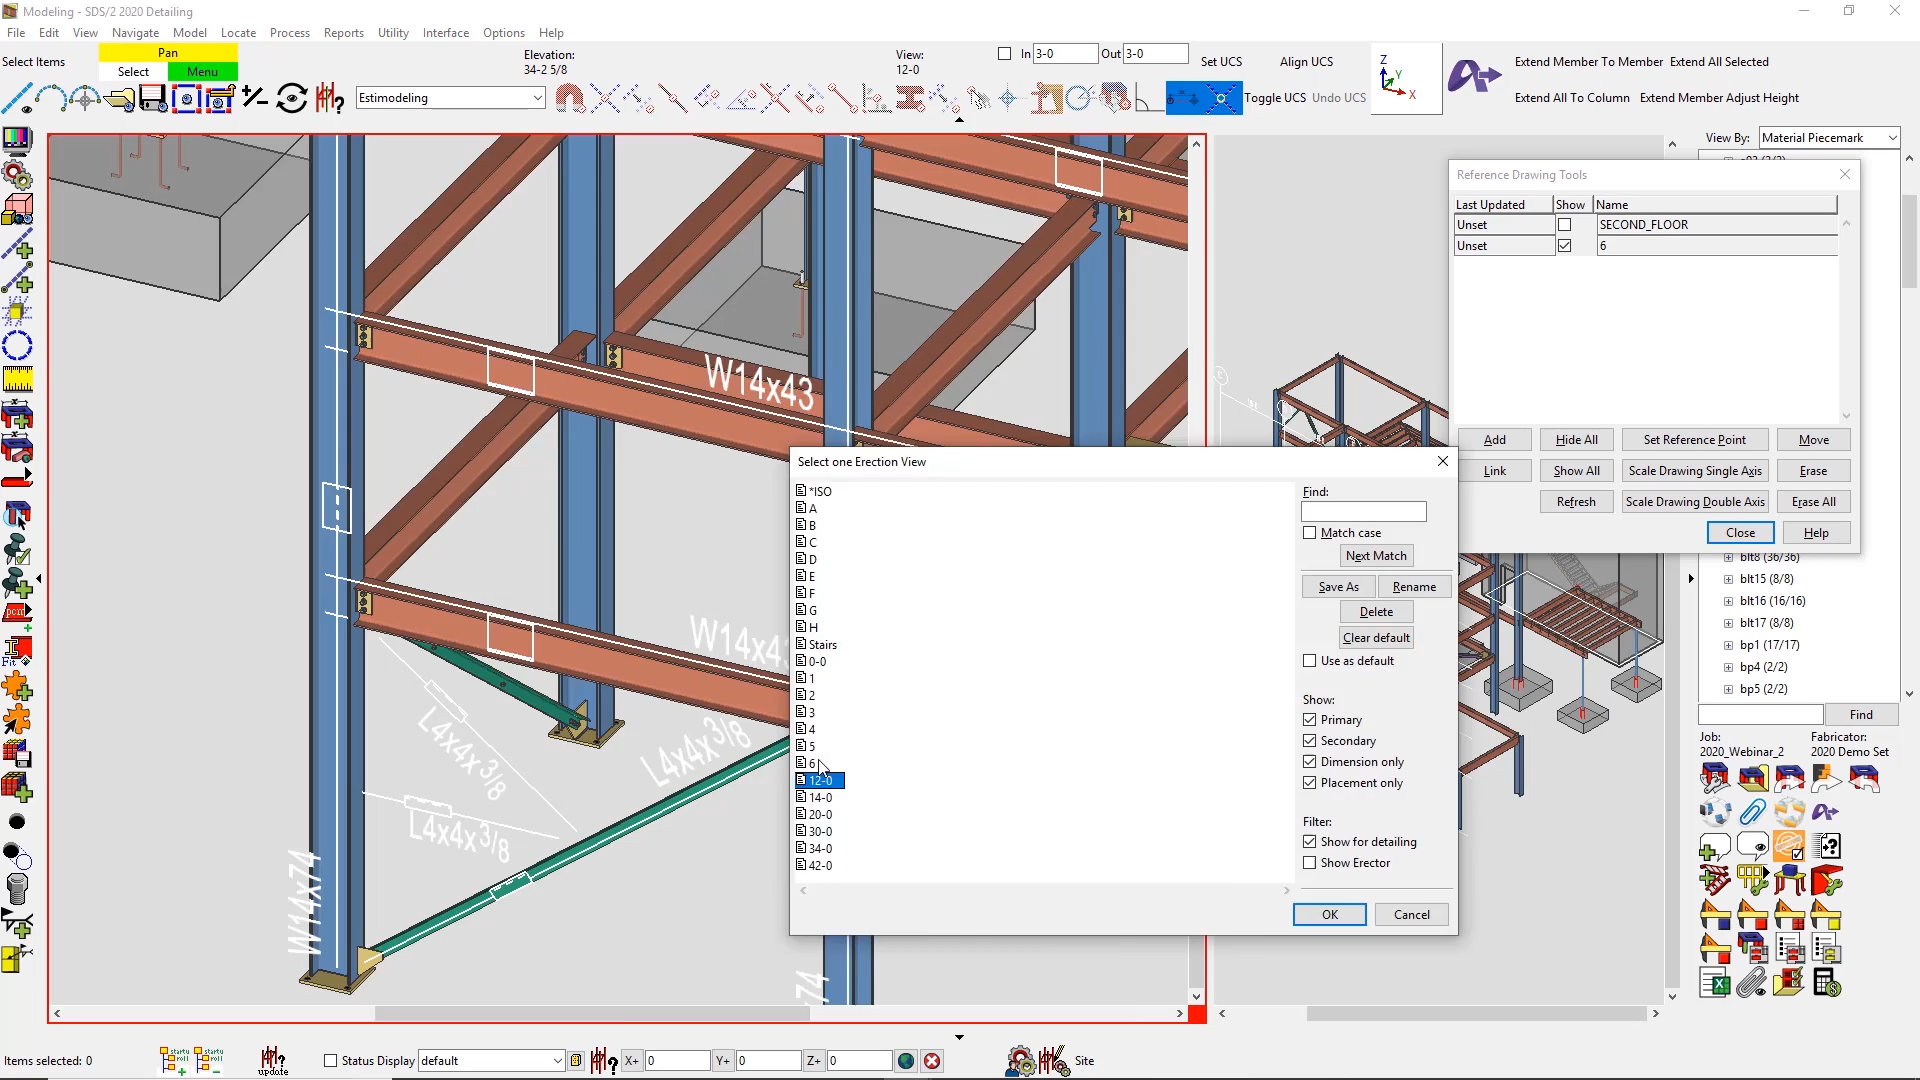 Modeling - SDS/2 2020 Detailing
File Edit View Navigate Model Locate Process Reports Utility Interface Options Help
Select Items
Pan
Select Menu
Elevation:
34-2 5/8
View:
12-0
In 3-0 Out 3-0
Set UCS Align UCS
Z
Y
X
Extend Member To Member Extend All Selected
Estimodeling
Toggle UCS Undo UCS
Extend All To Column Extend Member Adjust Height
View By: Material Piecemark
Reference Drawing Tools
Last Updated Show Name
Unset SECOND_FLOOR
Unset 6
Add Hide All Set Reference Point Move
Link Show All Scale Drawing Single Axis Erase
Refresh Scale Drawing Double Axis Erase All
Close Help
W14x43
W14x43
L4x4x3/8
L4x4x3/8
L4x4x3/8
W14x74
Select one Erection View
*ISO
A
B
C
D
E
F
G
H
Stairs
0-0
1
2
3
4
5
6
12-0
14-0
20-0
30-0
34-0
42-0
Find:
Match case
Next Match
Save As Rename
Delete
Clear default
Use as default
Show:
Primary
Secondary
Dimension only
Placement only
Filter:
Show for detailing
Show Erector
OK Cancel
blt8 (36/36)
blt15 (8/8)
blt16 (16/16)
blt17 (8/8)
bp1 (17/17)
bp4 (2/2)
bp5 (2/2)
Find
Job:
2020_Webinar_2
Fabricator:
2020 Demo Set
pcm
Fit
Items selected: 0
startu
roll
startu
roll
update
Status Display default
X+ 0 Y+ 0 Z+ 0
Site